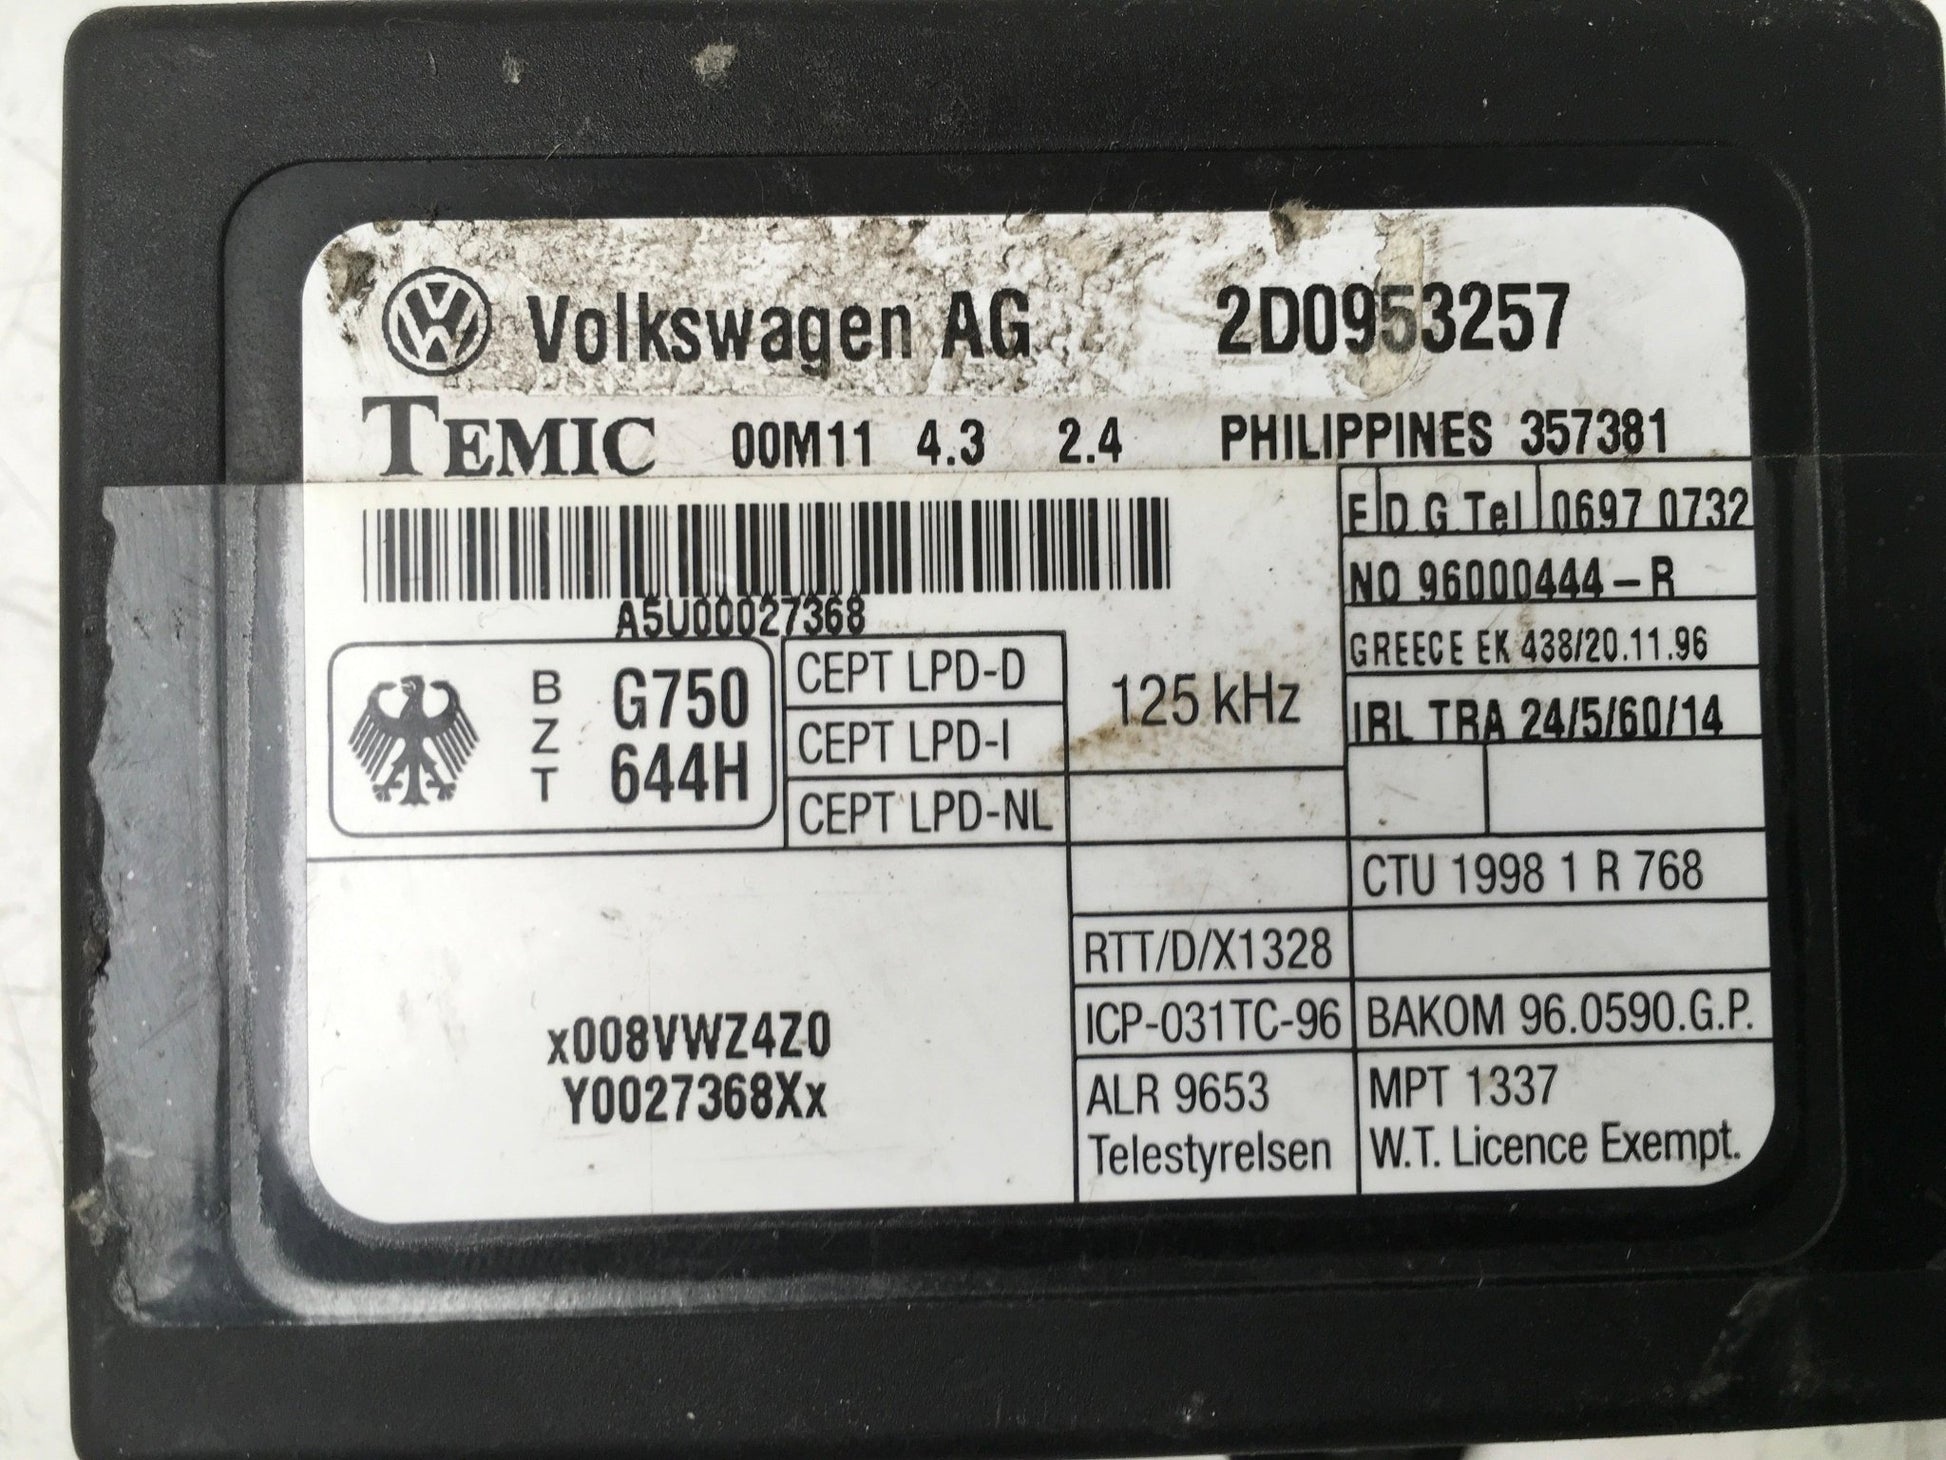 Volkswagen AG 2D0953257
TEMIC 00M11 4.3 2.4 PHILIPPINES 357381
F D G Tel 0697 0732
NO 96000444-R
A5U00027368
GREECE EK 438/20.11.96
BZT G750 644H
CEPT LPD-D
CEPT LPD-I
CEPT LPD-NL
125 kHz
IRL TRA 24/5/60/14
CTU 1998 1 R 768
RTT/D/X1328
ICP-031TC-96
BAKOM 96.0590.G.P.
x008VWZ4Z0
Y0027368Xx
ALR 9653
Telestyrelsen
MPT 1337
W.T. Licence Exempt.